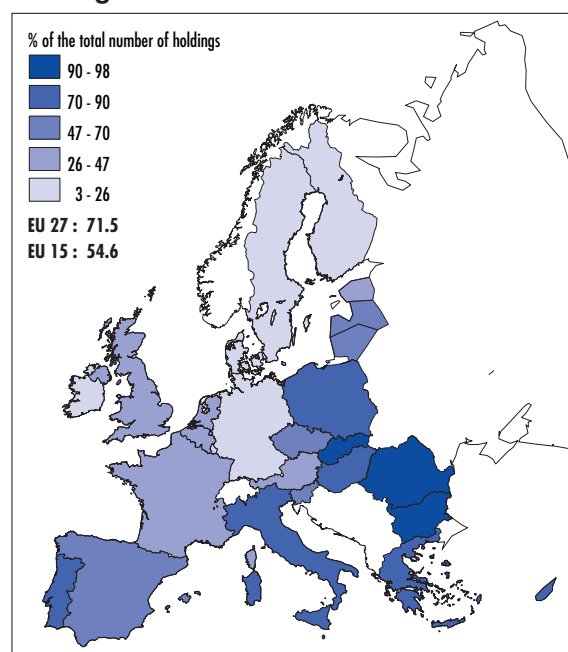 % of the total number of holdings
90 - 98
70 - 90
47 - 70
26 - 47
3 - 26
EU 27 : 71.5
EU 15 : 54.6